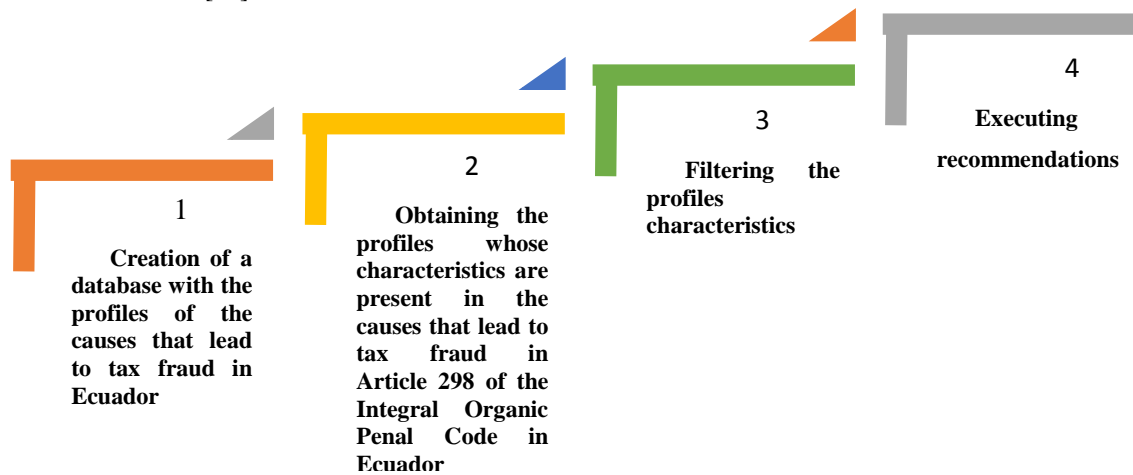 1
Creation of a
database with the
profiles of the
causes that lead
to tax fraud in
Ecuador
2
Obtaining the
profiles whose
characteristics are
present in the
causes that lead to
tax fraud in
Article 298 of the
Integral Organic
Penal Code in
Ecuador
3
Filtering the
profiles
characteristics
4
Executing
recommendations